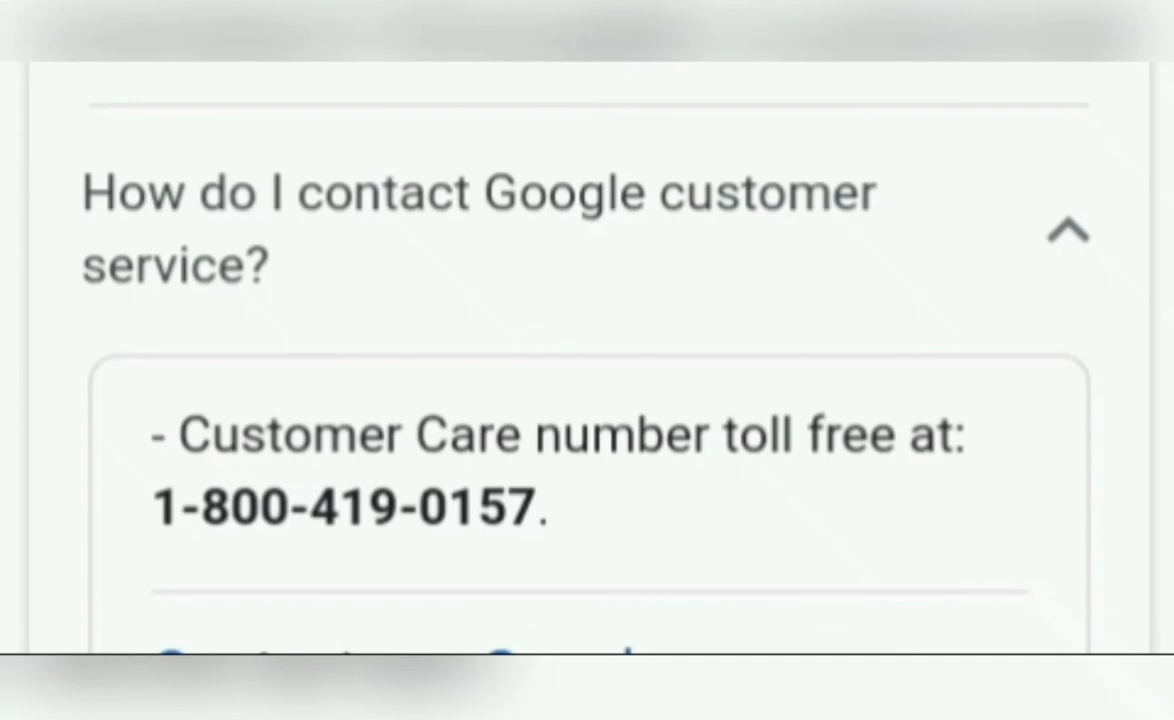 How do I contact Google customer
service?
- Customer Care number toll free at:
1-800-419-0157.